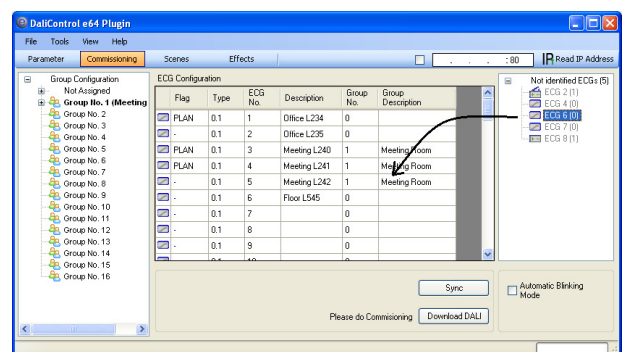 DaliControl e64 Plugin
File Tools View Help
Parameter Commissioning Scenes Effects . . . :80 IP Read IP Address
Group Configuration
Not Assigned
Group No. 1 (Meeting
Group No. 2
Group No. 3
Group No. 4
Group No. 5
Group No. 6
Group No. 7
Group No. 8
Group No. 9
Group No. 10
Group No. 11
Group No. 12
Group No. 13
Group No. 14
Group No. 15
Group No. 16
ECG Configuration
Flag Type ECG No. Description Group No. Group Description
PLAN 0.1 1 Office L234 0
- 0.1 2 Office L235 0
PLAN 0.1 3 Meeting L240 1 Meeting Room
PLAN 0.1 4 Meeting L241 1 Meeting Room
- 0.1 5 Meeting L242 1 Meeting Room
- 0.1 6 Floor L545 0
- 0.1 7 0
- 0.1 8 0
- 0.1 9 0
Sync
Please do Commisioning Download DALI
Not identified ECGs (5)
ECG 2 (1)
ECG 4 (0)
ECG 6 (0)
ECG 7 (0)
ECG 8 (1)
Automatic Blinking
Mode